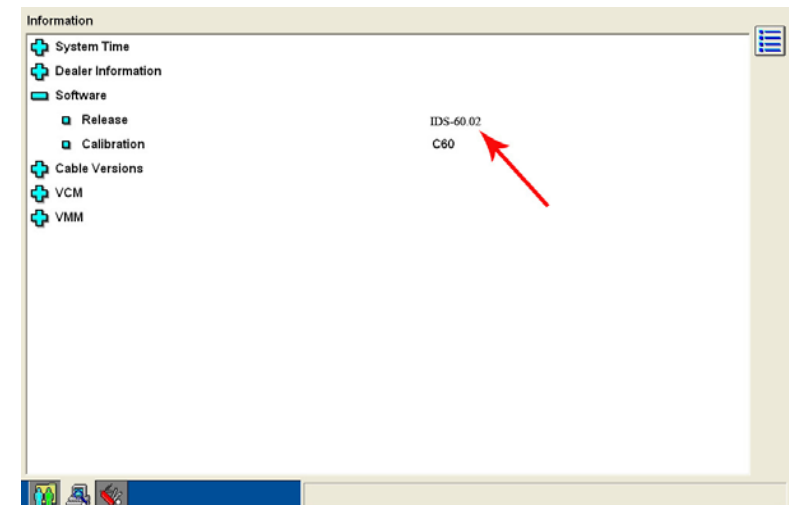 Information
System Time
Dealer Information
Software
Release IDS-60.02
Calibration C60
Cable Versions
VCM
VMM